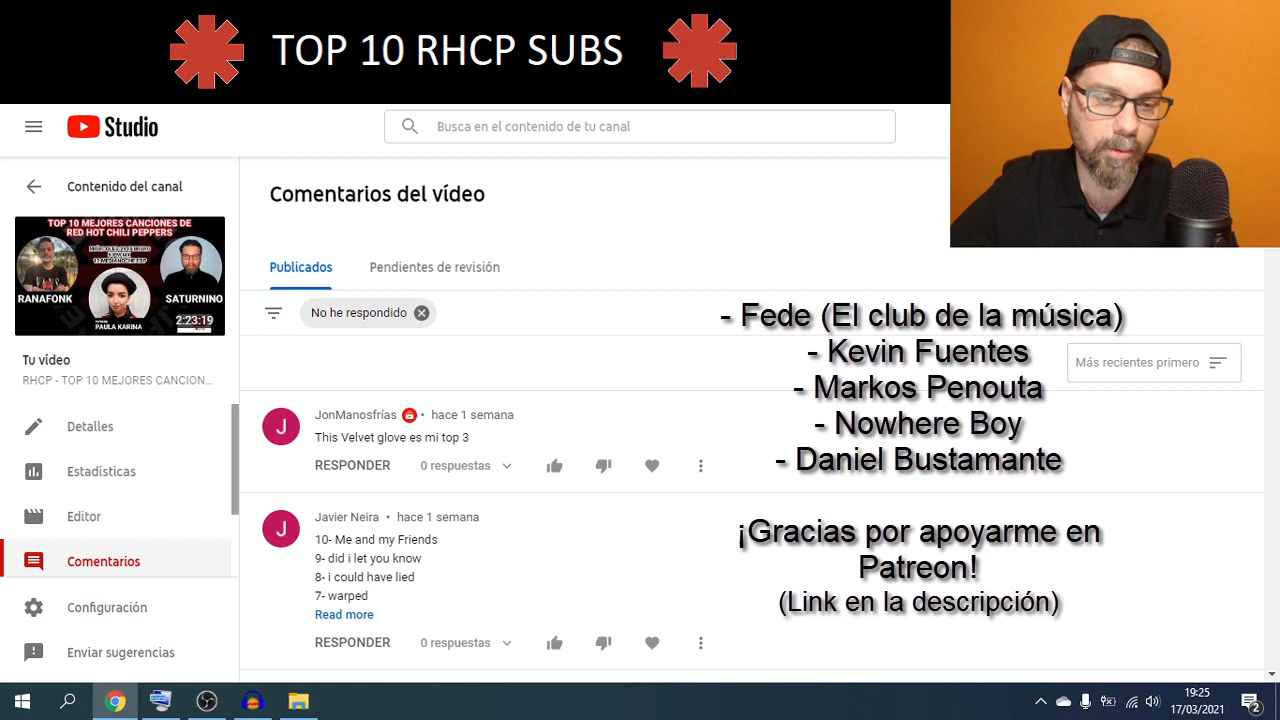 TOP 10 RHCP SUBS
Studio
Busca en el contenido de tu canal
Contenido del canal
TOP 10 MEJORES CANCIONES DE
RED HOT CHILI PEPPERS
RANAFONK
SATURNINO
PAULA KARINA
2:23:19
Tu vídeo
RHCP - TOP 10 MEJORES CANCION...
Detalles
Estadísticas
Editor
Comentarios
Configuración
Enviar sugerencias
Comentarios del vídeo
Publicados
Pendientes de revisión
No he respondido
Más recientes primero
JonManosfrías • hace 1 semana
This Velvet glove es mi top 3
RESPONDER 0 respuestas
J
Javier Neira • hace 1 semana
J
10- Me and my Friends
9- did i let you know
8- i could have lied
7- warped
Read more
RESPONDER 0 respuestas
- Fede (El club de la música)
- Kevin Fuentes
- Markos Penouta
- Nowhere Boy
- Daniel Bustamante
¡Gracias por apoyarme en
Patreon!
(Link en la descripción)
19:25
17/03/2021
2